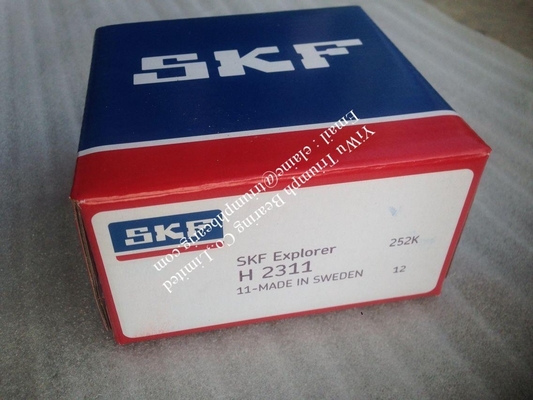 SKF
SKF
SKF Explorer
252K
H 2311
11-MADE IN SWEDEN
12
YiWu Triumph Bearing Co.,Limited
Email : elaine@triumphbearing.com